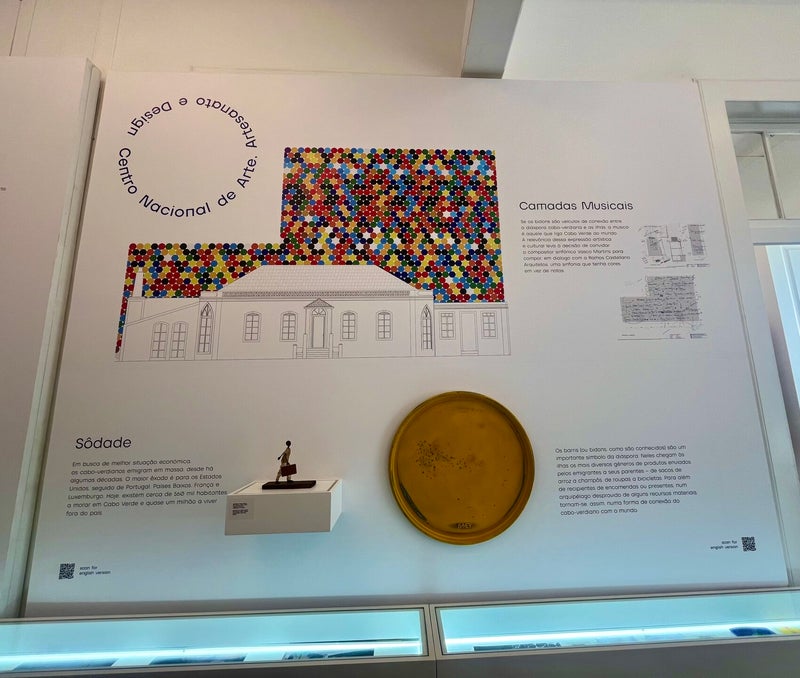 Centro Nacional de Arte, Artesanato e Design
Camadas Musicais
Se os bidons são veículos de conexão entre
a diáspora cabo-verdiana e as ilhas, a música
é aquele que liga Cabo Verde ao mundo.
A relevância dessa expressão artística
e cultural leva à decisão de convidar
o compositor sinfónico Vasco Martins para
compor, em diálogo com a Ramos Castellano
Arquitetos, uma sinfonia que tenha cores
em vez de notas.
Sôdade
Em busca de melhor situação económica
os cabo-verdianos emigram em massa, desde há
algumas décadas. O maior êxodo é para os Estados
Unidos, seguido de Portugal, Países Baixos, França e
Luxemburgo. Hoje, existem cerca de 568 mil habitantes
a morar em Cabo Verde e quase um milhão a viver
fora do país.
scan for
english version
Os barris (ou bidons, como são conhecidos) são um
importante símbolo da diáspora. Neles chegam às
ilhas os mais diversos géneros de produtos enviados
pelos emigrantes a seus parentes – de sacos de
arroz a champôs, de roupas a bicicletas. Para além
de recipientes de encomendas ou presentes, num
arquipélago desprovido de alguns recursos materiais,
tornam-se, assim, numa forma de conexão do
cabo-verdiano com o mundo.
scan for
english version